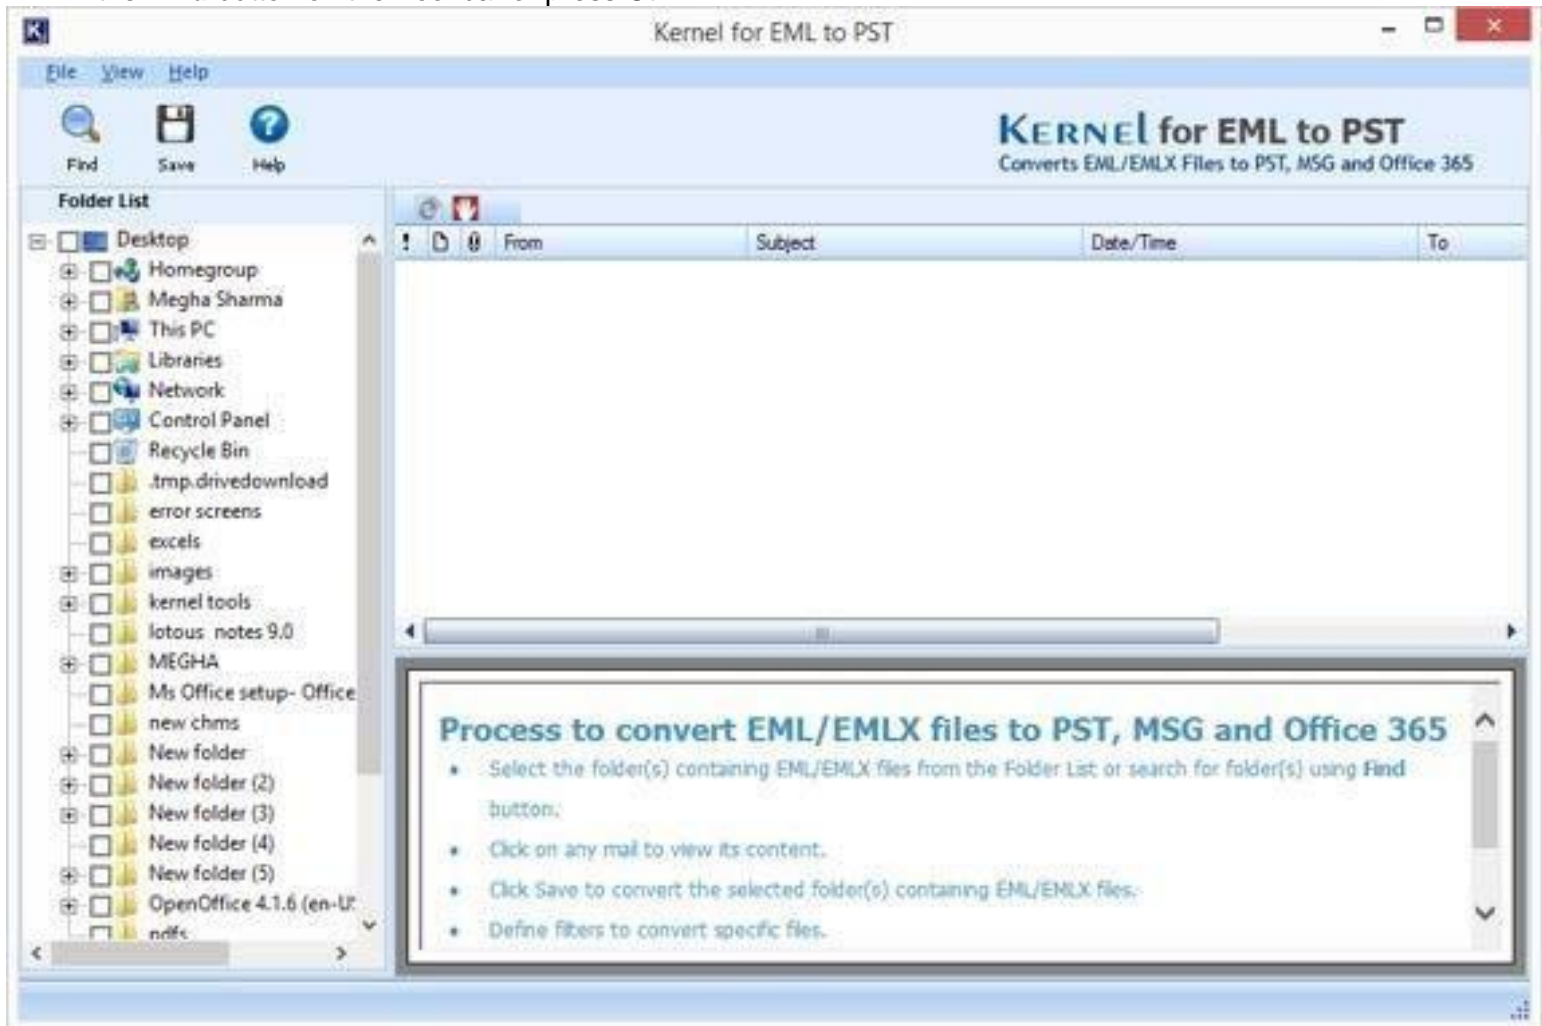 Kernel for EML to PST
File View Help
Find Save Help
KERNEL for EML to PST
Converts EML/EMLX Files to PST, MSG and Office 365
Folder List
! From Subject Date/Time To
Desktop
Homegroup
Megha Sharma
This PC
Libraries
Network
Control Panel
Recycle Bin
.tmp.drivedownload
error screens
excels
images
kernel tools
lotous notes 9.0
MEGHA
Ms Office setup- Office
new chms
New folder
New folder (2)
New folder (3)
New folder (4)
New folder (5)
OpenOffice 4.1.6 (en-U
Process to convert EML/EMLX files to PST, MSG and Office 365
• Select the folder(s) containing EML/EMLX files from the Folder List or search for folder(s) using Find
button.
• Click on any mail to view its content.
• Click Save to convert the selected folder(s) containing EML/EMLX files.
• Define filters to convert specific files.